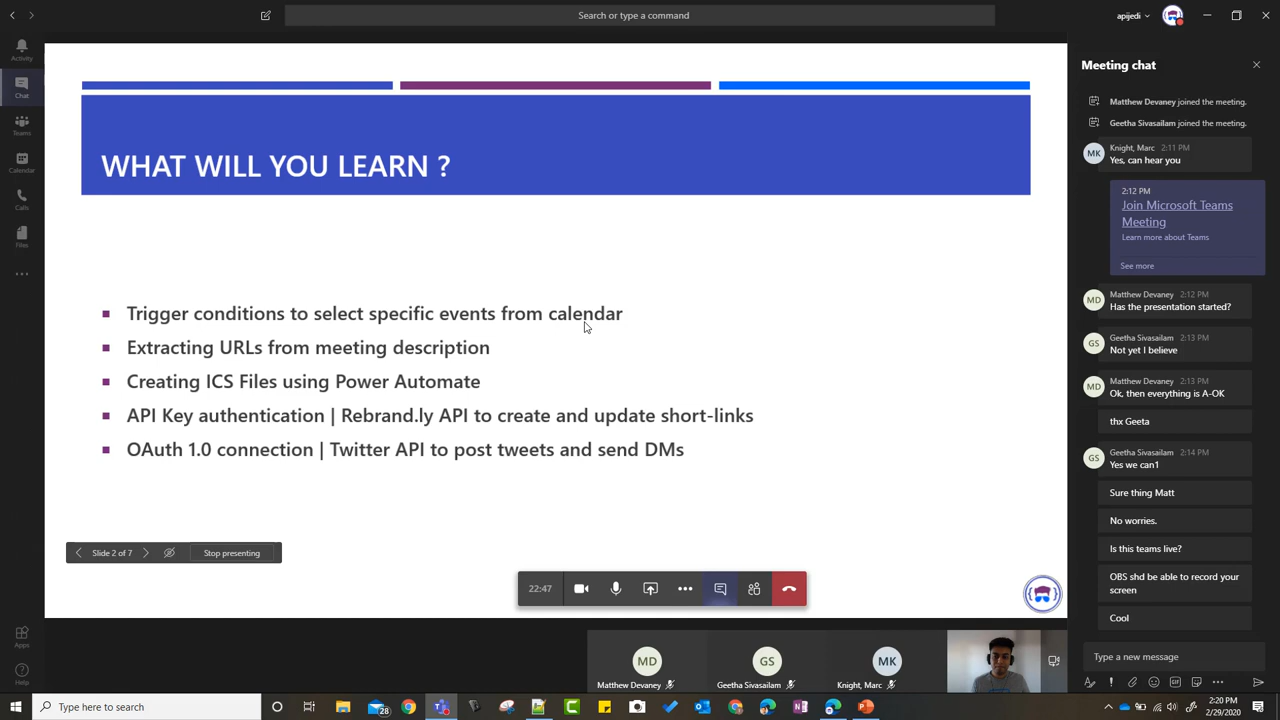 Search or type a command
apijedi
Activity
Chat
Teams
Calendar
Calls
Files
Apps
Help
WHAT WILL YOU LEARN ?
Trigger conditions to select specific events from calendar
Extracting URLs from meeting description
Creating ICS Files using Power Automate
API Key authentication | Rebrand.ly API to create and update short-links
OAuth 1.0 connection | Twitter API to post tweets and send DMs
Slide 2 of 7
Stop presenting
22:47
MD
Matthew Devaney
GS
Geetha Sivasailam
MK
Knight, Marc
Meeting chat
Matthew Devaney joined the meeting.
Geetha Sivasailam joined the meeting.
MK
Knight, Marc 2:11 PM
Yes, can hear you
2:12 PM
Join Microsoft Teams
Meeting
Learn more about Teams
See more
MD
Matthew Devaney 2:12 PM
Has the presentation started?
GS
Geetha Sivasailam 2:13 PM
Not yet I believe
MD
Matthew Devaney 2:13 PM
Ok, then everything is A-OK
thx Geeta
GS
Geetha Sivasailam 2:14 PM
Yes we can1
Sure thing Matt
No worries.
Is this teams live?
OBS shd be able to record your
screen
Cool
Type a new message
Type here to search
28
2:20 PM
2/29/2020